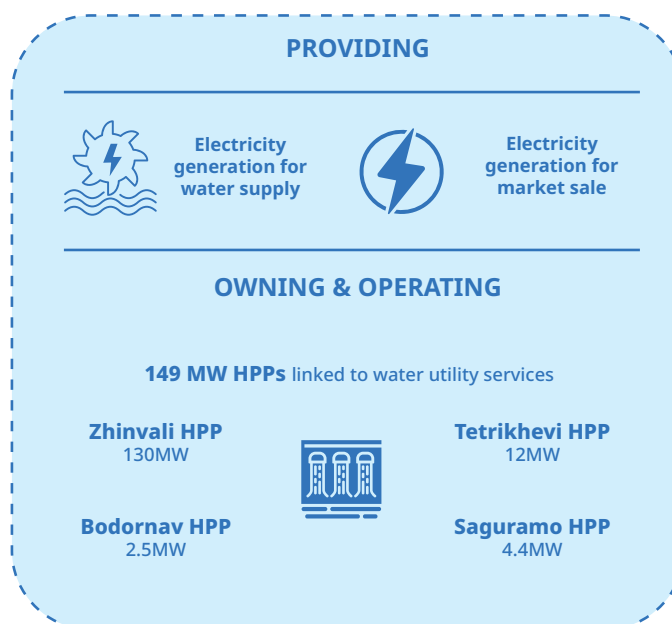 PROVIDING
Electricity
generation for
water supply
Electricity
generation for
market sale
OWNING & OPERATING
149 MW HPPs linked to water utility services
Zhinvali HPP
130MW
Tetrikhevi HPP
12MW
Bodornav HPP
2.5MW
Saguramo HPP
4.4MW